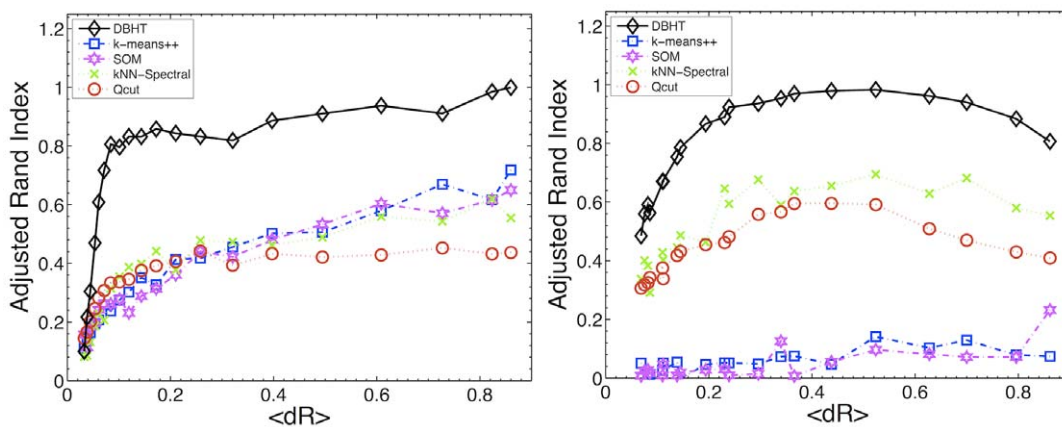 1.2
1
0.8
0.6
0.4
0.2
0
Adjusted Rand Index
DBHT
k-means++
SOM
kNN-Spectral
Qcut
0 0.2 0.4 0.6 0.8
<dR>
1.2
1
0.8
0.6
0.4
0.2
0
Adjusted Rand Index
DBHT
k-means++
SOM
kNN-Spectral
Qcut
0 0.2 0.4 0.6 0.8
<dR>